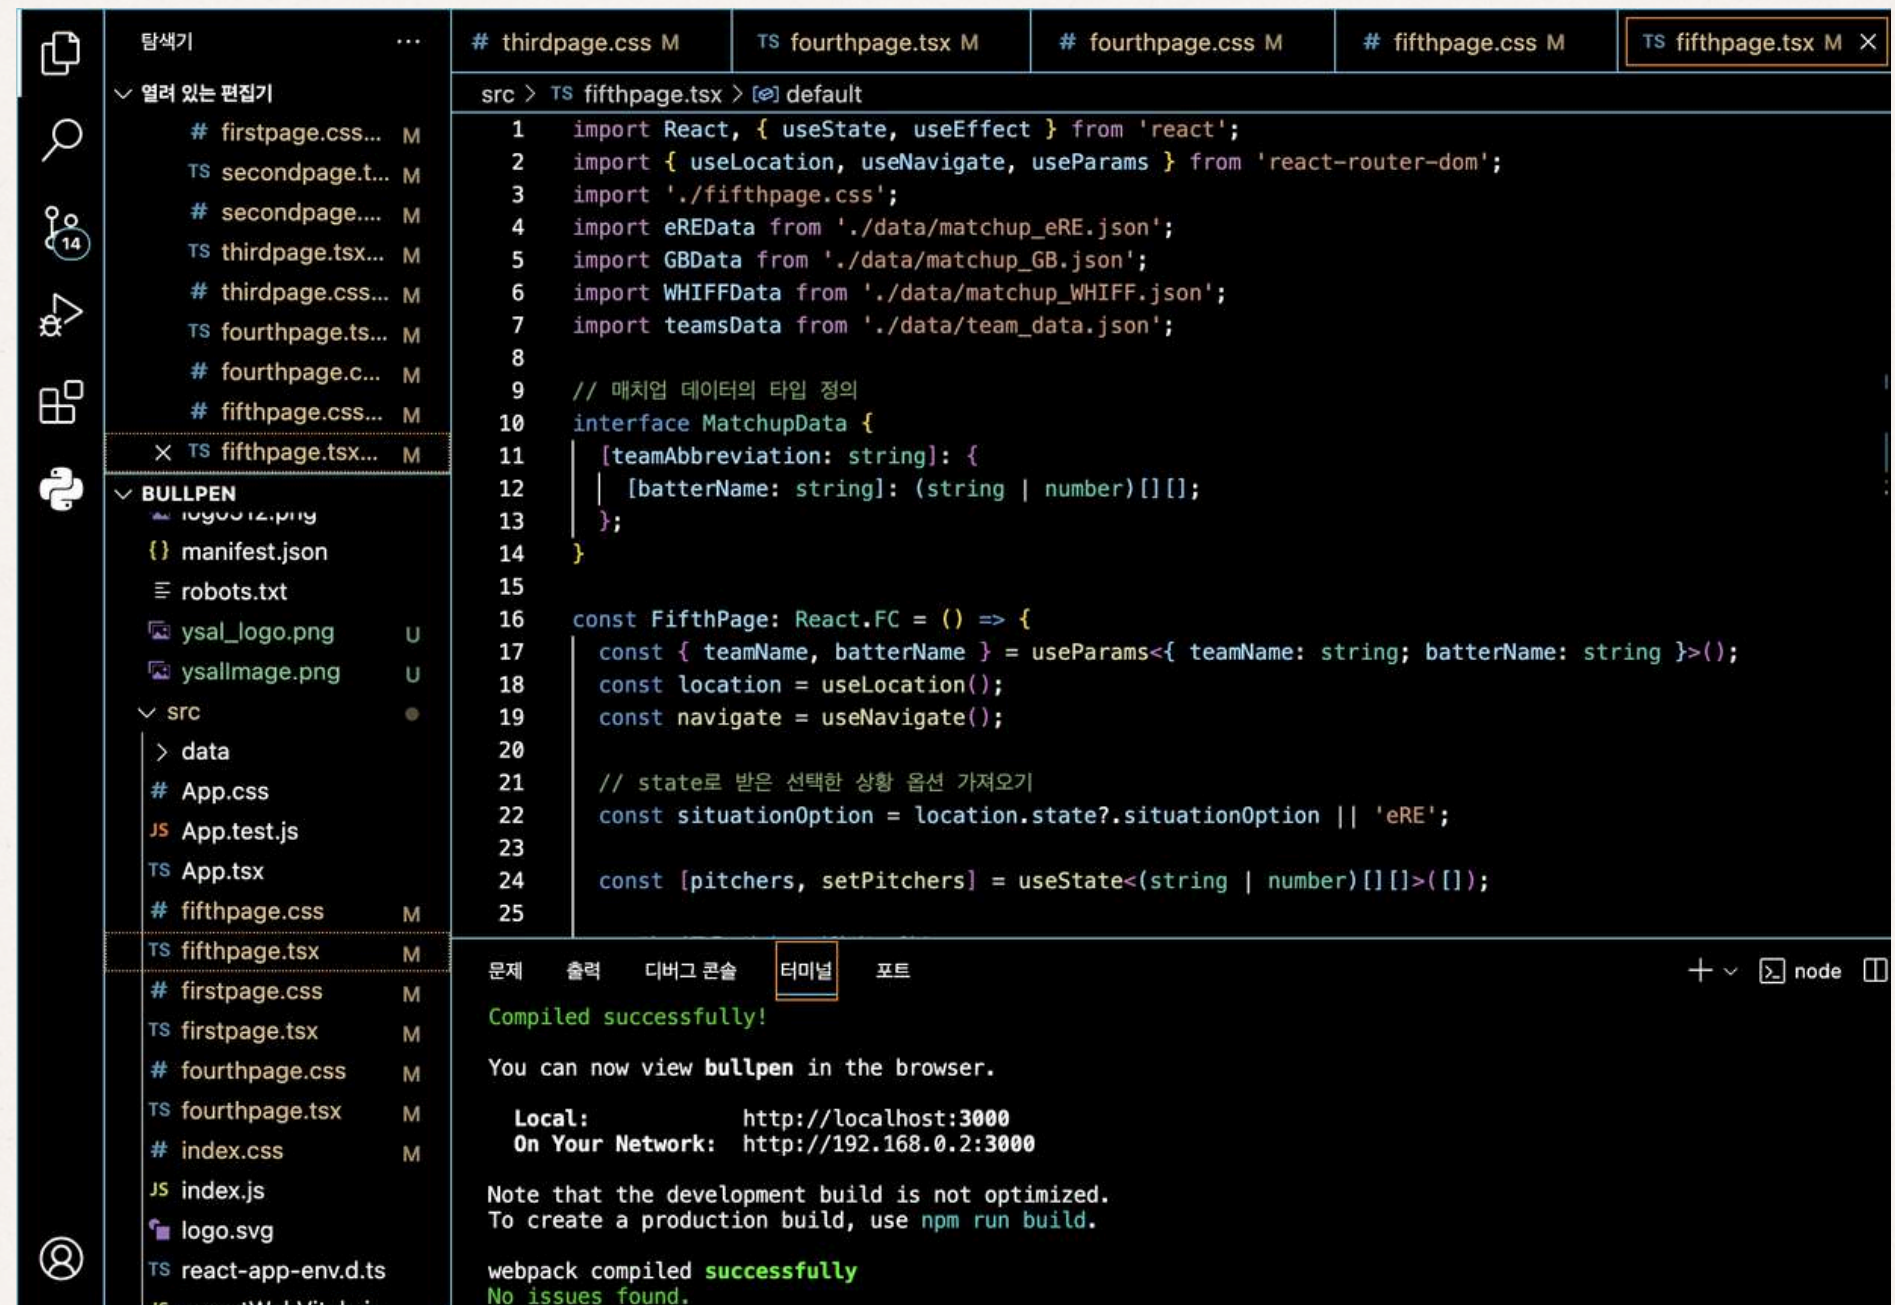 탐색기 ...
열려 있는 편집기
# firstpage.css... M
TS secondpage.t... M
# secondpage.... M
TS thirdpage.tsx... M
# thirdpage.css... M
TS fourthpage.ts... M
# fourthpage.c... M
# fifthpage.css... M
TS fifthpage.tsx... M
BULLPEN
logo512.png
{} manifest.json
robots.txt
ysal_logo.png U
ysalImage.png U
src
data
# App.css
JS App.test.js
TS App.tsx
# fifthpage.css M
TS fifthpage.tsx M
# firstpage.css M
TS firstpage.tsx M
# fourthpage.css M
TS fourthpage.tsx M
# index.css M
JS index.js
logo.svg
TS react-app-env.d.ts
14
# thirdpage.css M TS fourthpage.tsx M # fourthpage.css M # fifthpage.css M TS fifthpage.tsx M
src > TS fifthpage.tsx > default
1 import React, { useState, useEffect } from 'react';
2 import { useLocation, useNavigate, useParams } from 'react-router-dom';
3 import './fifthpage.css';
4 import eREData from './data/matchup_eRE.json';
5 import GBData from './data/matchup_GB.json';
6 import WHIFFData from './data/matchup_WHIFF.json';
7 import teamsData from './data/team_data.json';
8
9 // 매치업 데이터의 타입 정의
10 interface MatchupData {
11 [teamAbbreviation: string]: {
12 [batterName: string]: (string | number)[][];
13 };
14 }
15
16 const FifthPage: React.FC = () => {
17 const { teamName, batterName } = useParams<{ teamName: string; batterName: string }>();
18 const location = useLocation();
19 const navigate = useNavigate();
20
21 // state로 받은 선택한 상황 옵션 가져오기
22 const situationOption = location.state?.situationOption || 'eRE';
23
24 const [pitchers, setPitchers] = useState<(string | number)[][]>([]);
25
문제 출력 디버그 콘솔 터미널 포트 node
Compiled successfully!
You can now view bullpen in the browser.
Local: http://localhost:3000
On Your Network: http://192.168.0.2:3000
Note that the development build is not optimized.
To create a production build, use npm run build.
webpack compiled successfully
No issues found.